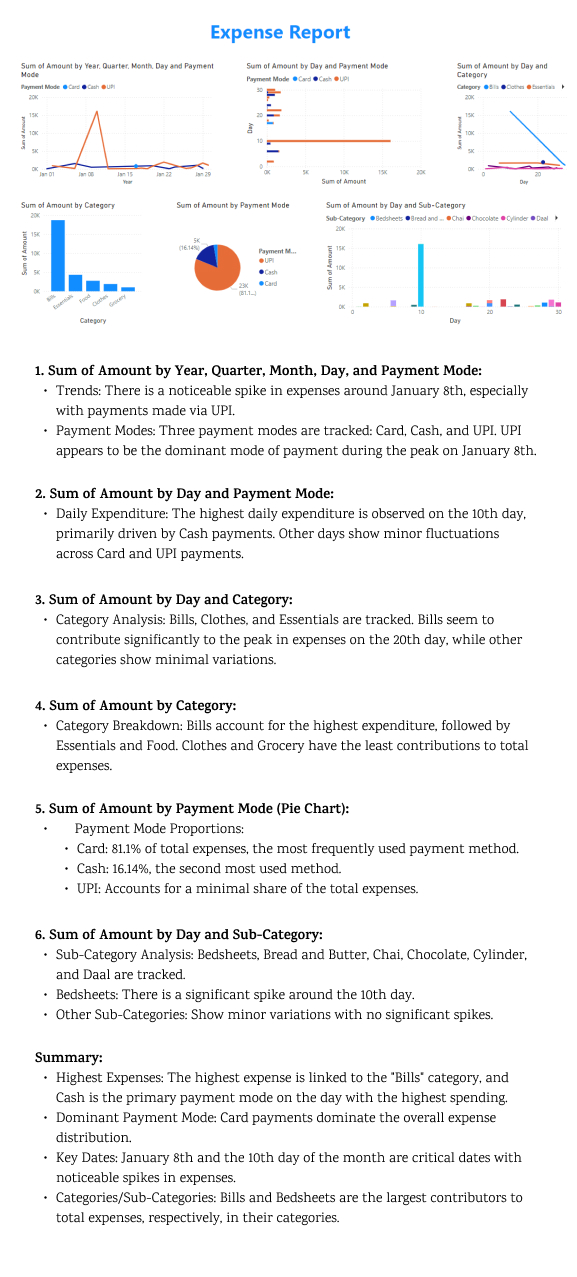 Expense Report
Sum of Amount by Year, Quarter, Month, Day and Payment
Mode
Payment Mode Card Cash UPI
20K
15K
10K
5K
0K
Sum of Amount
Jan 01 Jan 08 Jan 15 Jan 22 Jan 29
Year
Sum of Amount by Day and Payment Mode
Payment Mode Card Cash UPI
30
20
10
0
Day
0K 5K 10K 15K 20K
Sum of Amount
Sum of Amount by Day and
Category
Category Bills Clothes Essentials
20K
15K
10K
5K
0K
Sum of Amount
0 20
Day
Sum of Amount by Category
20K
15K
10K
5K
0K
Sum of Amount
Bills Essentials Food Clothes Grocery
Category
Sum of Amount by Payment Mode
5K
(16.14%)
23K
(81.1...)
Payment M...
UPI
Cash
Card
Sum of Amount by Day and Sub-Category
Sub-Category Bedsheets Bread and ... Chai Chocolate Cylinder Daal
20K
15K
10K
5K
0K
Sum of Amount
0 10 20 30
Day
1. Sum of Amount by Year, Quarter, Month, Day, and Payment Mode:
• Trends: There is a noticeable spike in expenses around January 8th, especially
with payments made via UPI.
• Payment Modes: Three payment modes are tracked: Card, Cash, and UPI. UPI
appears to be the dominant mode of payment during the peak on January 8th.
2. Sum of Amount by Day and Payment Mode:
• Daily Expenditure: The highest daily expenditure is observed on the 10th day,
primarily driven by Cash payments. Other days show minor fluctuations
across Card and UPI payments.
3. Sum of Amount by Day and Category:
• Category Analysis: Bills, Clothes, and Essentials are tracked. Bills seem to
contribute significantly to the peak in expenses on the 20th day, while other
categories show minimal variations.
4. Sum of Amount by Category:
• Category Breakdown: Bills account for the highest expenditure, followed by
Essentials and Food. Clothes and Grocery have the least contributions to total
expenses.
5. Sum of Amount by Payment Mode (Pie Chart):
• Payment Mode Proportions:
• Card: 81.1% of total expenses, the most frequently used payment method.
• Cash: 16.14%, the second most used method.
• UPI: Accounts for a minimal share of the total expenses.
6. Sum of Amount by Day and Sub-Category:
• Sub-Category Analysis: Bedsheets, Bread and Butter, Chai, Chocolate, Cylinder,
and Daal are tracked.
• Bedsheets: There is a significant spike around the 10th day.
• Other Sub-Categories: Show minor variations with no significant spikes.
Summary:
• Highest Expenses: The highest expense is linked to the "Bills" category, and
Cash is the primary payment mode on the day with the highest spending.
• Dominant Payment Mode: Card payments dominate the overall expense
distribution.
• Key Dates: January 8th and the 10th day of the month are critical dates with
noticeable spikes in expenses.
• Categories/Sub-Categories: Bills and Bedsheets are the largest contributors to
total expenses, respectively, in their categories.